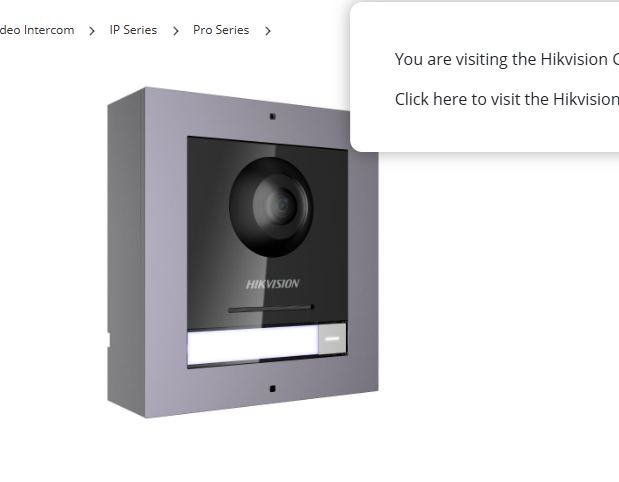 deo Intercom > IP Series > Pro Series >
You are visiting the Hikvision
Click here to visit the Hikvision
HIKVISION